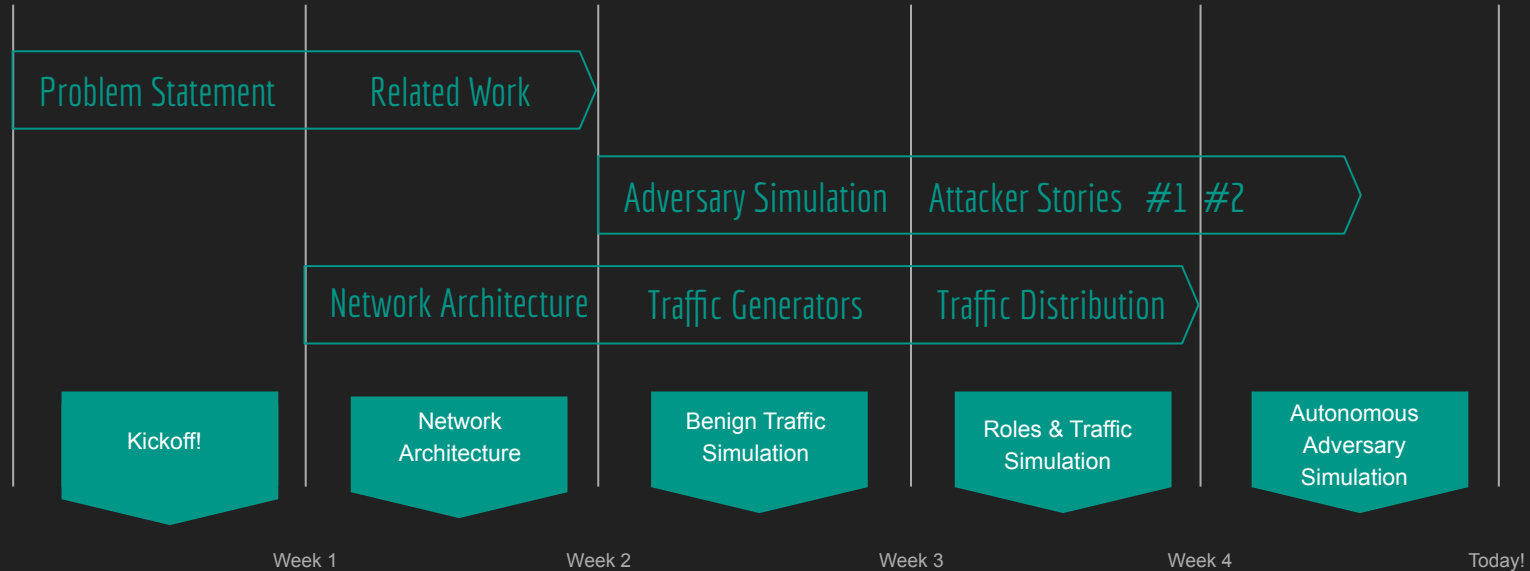 Problem Statement Related Work
Adversary Simulation Attacker Stories #1 #2
Network Architecture Traffic Generators Traffic Distribution
Kickoff!
Network
Architecture
Benign Traffic
Simulation
Roles & Traffic
Simulation
Autonomous
Adversary
Simulation
Week 1 Week 2 Week 3 Week 4 Today!